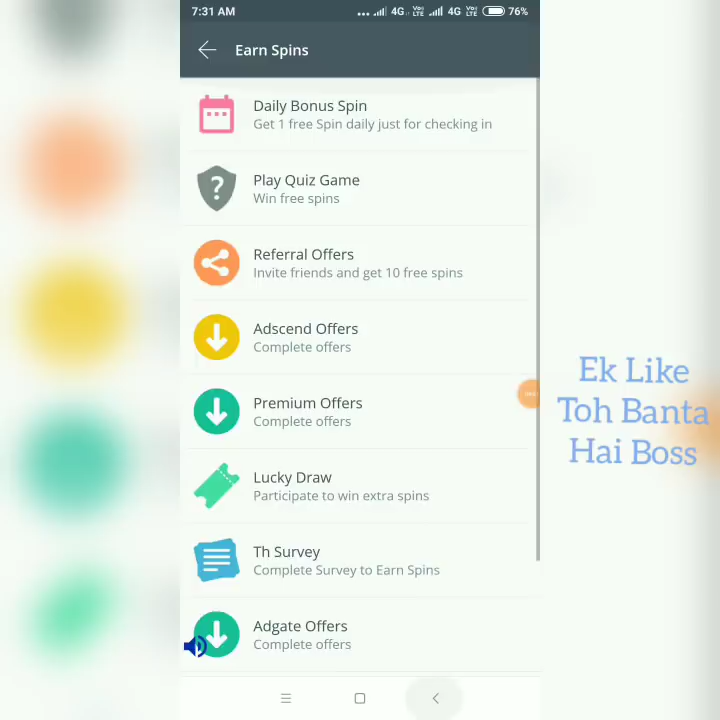 7:31 AM
4G VoLTE 4G VoLTE 76%
Earn Spins
Daily Bonus Spin
Get 1 free Spin daily just for checking in
Play Quiz Game
Win free spins
Referral Offers
Invite friends and get 10 free spins
Adscend Offers
Complete offers
Premium Offers
Complete offers
Lucky Draw
Participate to win extra spins
Th Survey
Complete Survey to Earn Spins
Adgate Offers
Complete offers
Ek Like
Toh Banta
Hai Boss